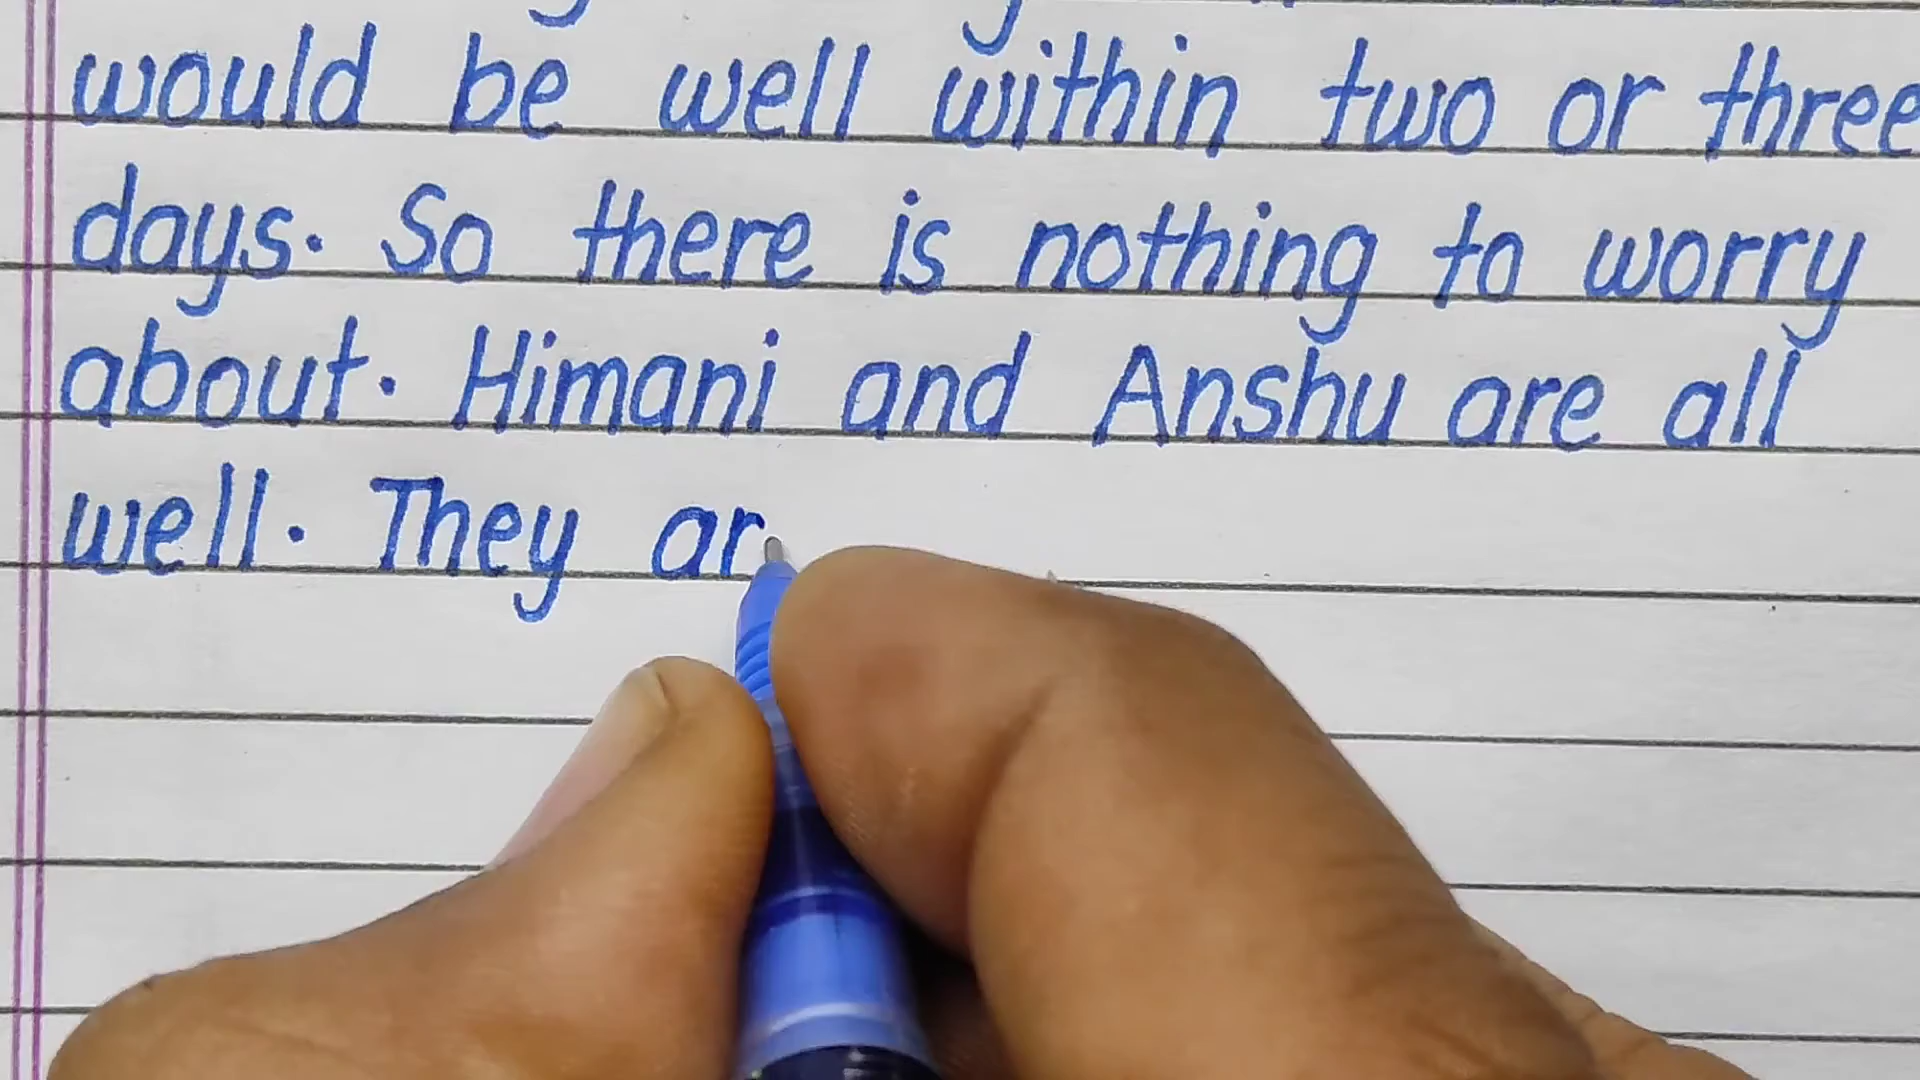 would be well within two or three
days. So there is nothing to worry
about. Himani and Anshu are all
well. They ar